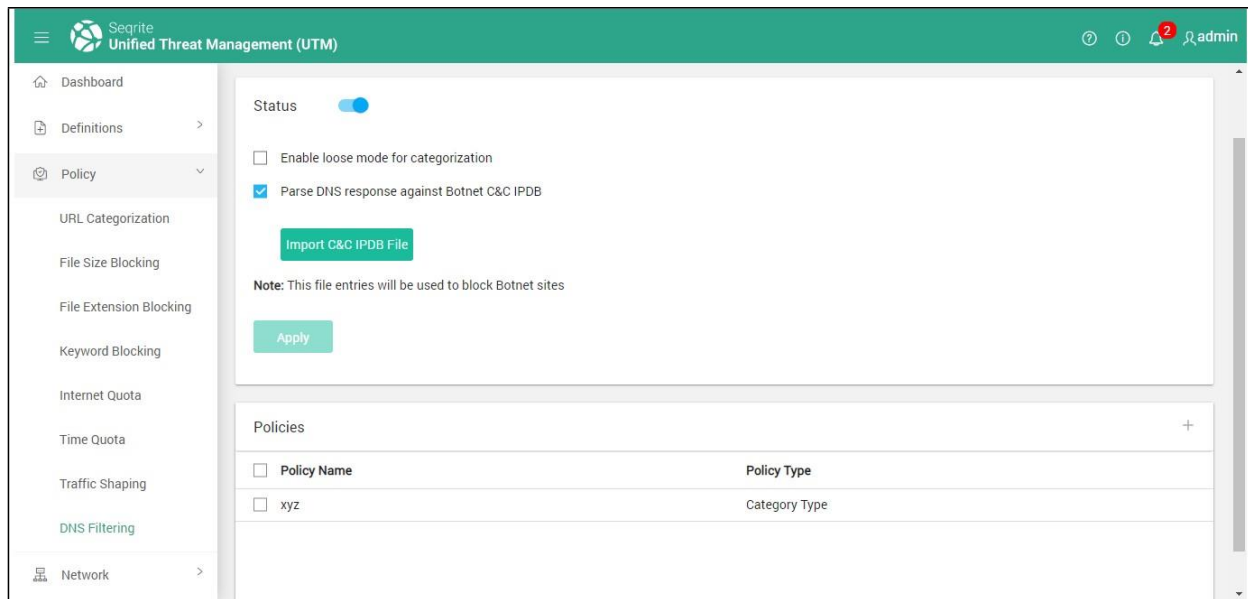 Seqrite
Unified Threat Management (UTM)
2
admin
Dashboard
Definitions
Policy
URL Categorization
File Size Blocking
File Extension Blocking
Keyword Blocking
Internet Quota
Time Quota
Traffic Shaping
DNS Filtering
Network
Status
Enable loose mode for categorization
Parse DNS response against Botnet C&C IPDB
Import C&C IPDB File
Note: This file entries will be used to block Botnet sites
Apply
Policies
Policy Name Policy Type
xyz Category Type